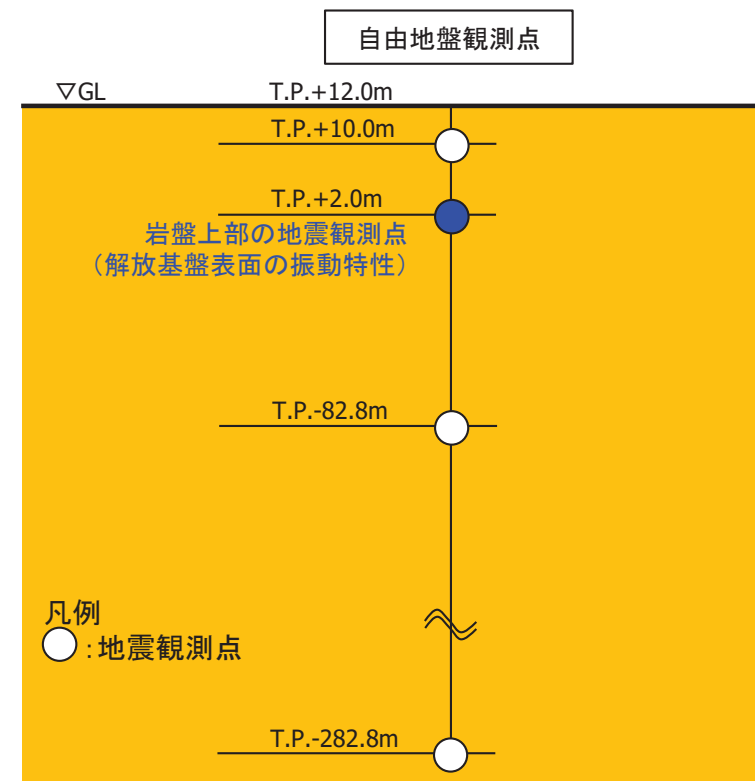 自由地盤観測点
▽GL
T.P.+12.0m
T.P.+10.0m
T.P.+2.0m
岩盤上部の地震観測点
（解放基盤表面の振動特性）
T.P.-82.8m
凡例
：地震観測点
T.P.-282.8m